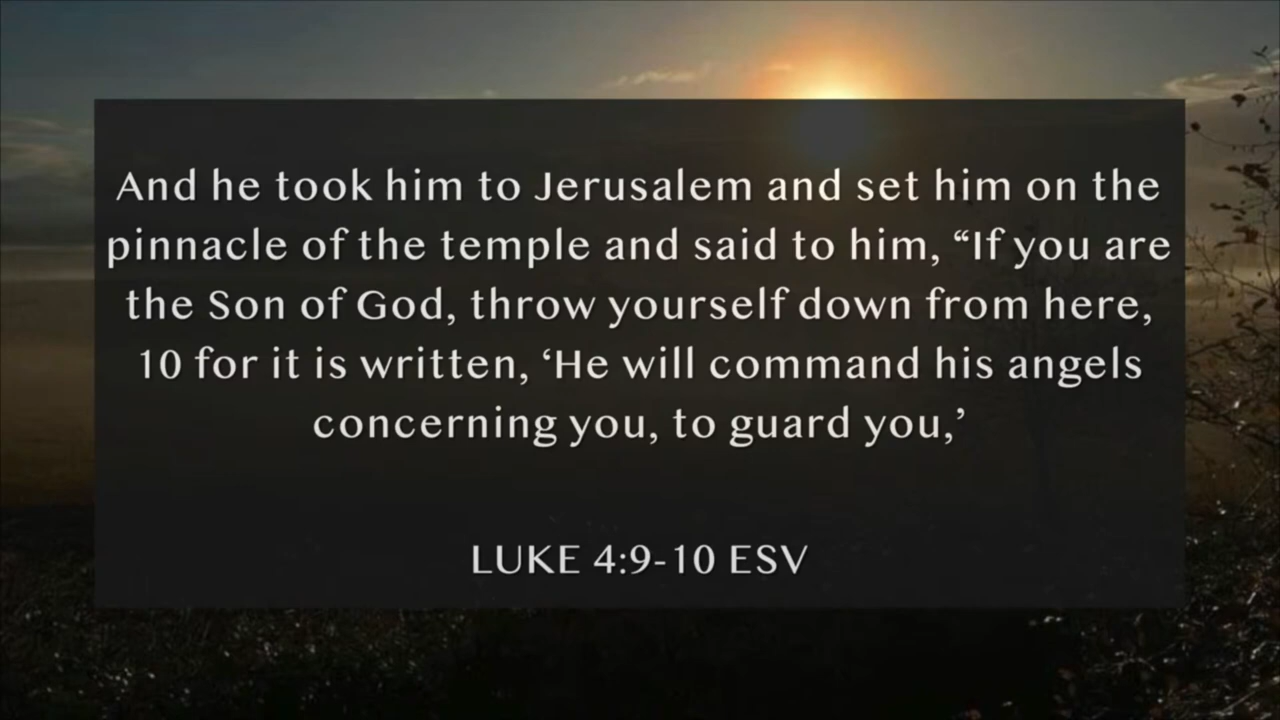 And he took him to Jerusalem and set him on the
pinnacle of the temple and said to him, “If you are
the Son of God, throw yourself down from here,
10 for it is written, ‘He will command his angels
concerning you, to guard you,’
LUKE 4:9-10 ESV